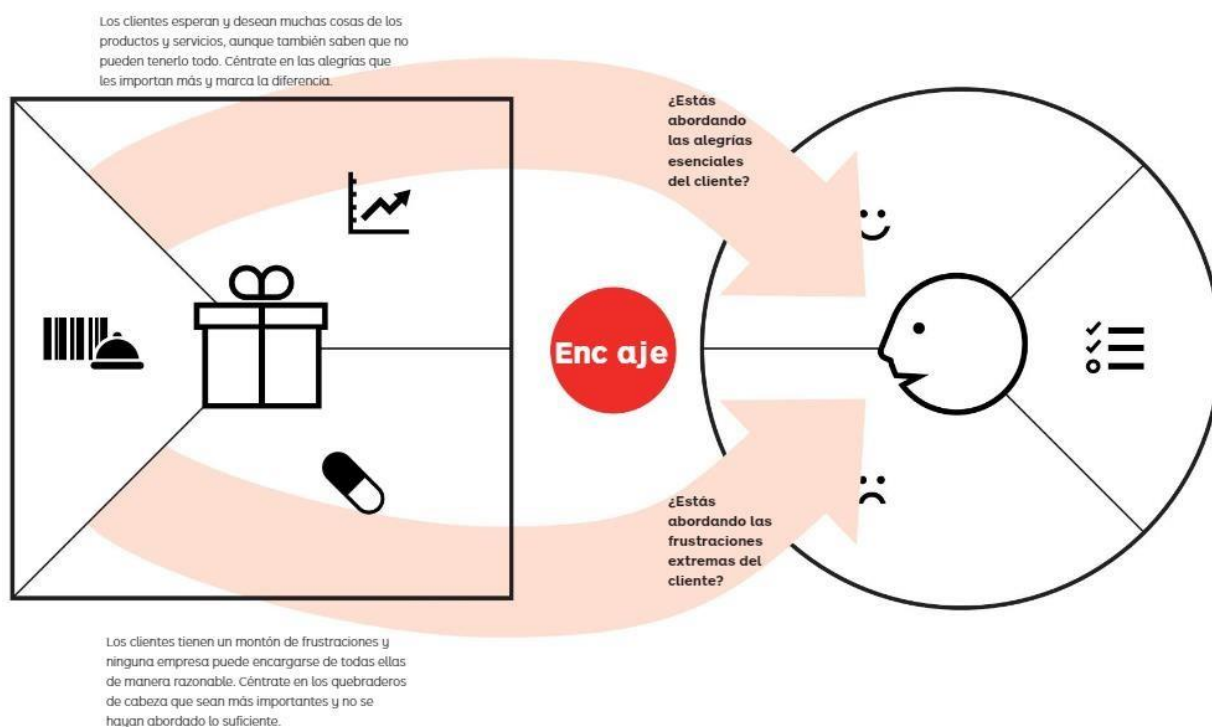 Los clientes esperan y desean muchas cosas de los
productos y servicios, aunque también saben que no
pueden tenerlo todo. Céntrate en las alegrías que
les importan más y marca la diferencia.
¿Estás
abordando
las alegrías
esenciales
del cliente?
Enc aje
¿Estás
abordando las
frustraciones
extremas del
cliente?
Los clientes tienen un montón de frustraciones y
ninguna empresa puede encargarse de todas ellas
de manera razonable. Céntrate en los quebraderos
de cabeza que sean más importantes y no se
hayan abordado lo suficiente.